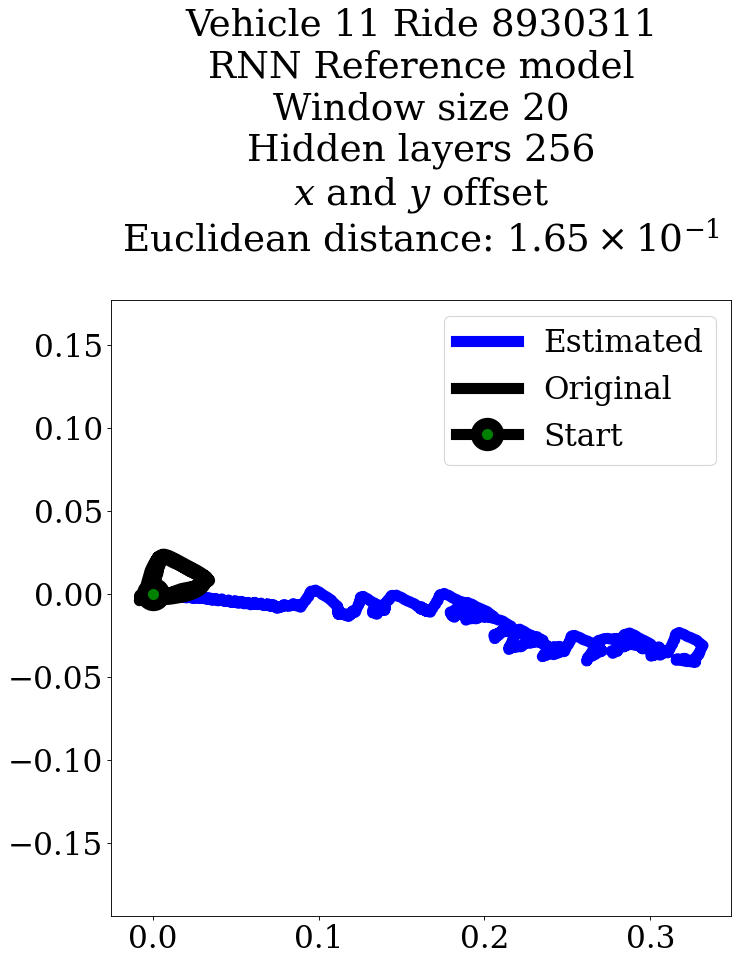 Vehicle 11 Ride 8930311
RNN Reference model
Window size 20
Hidden layers 256
x and y offset
Euclidean distance: 1.65 × 10⁻¹
Estimated
Original
Start
0.15
0.10
0.05
0.00
−0.05
−0.10
−0.15
0.0 0.1 0.2 0.3